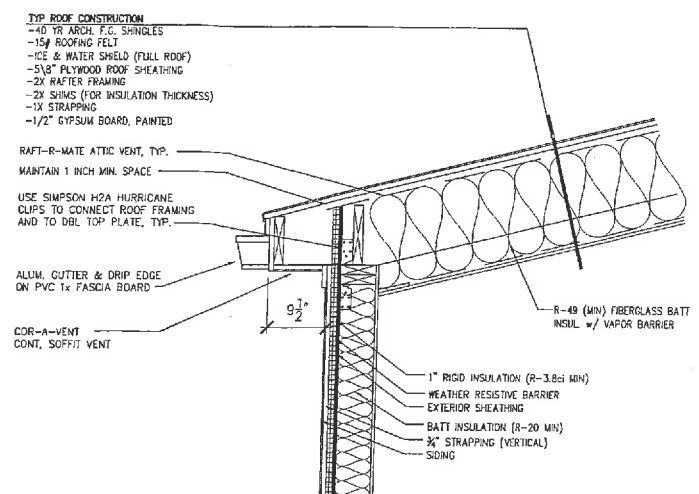 TYP ROOF CONSTRUCTION
-40 YR ARCH. F.G. SHINGLES
-15# ROOFING FELT
-ICE & WATER SHIELD (FULL ROOF)
-5\8" PLYWOOD ROOF SHEATHING
-2X RAFTER FRAMING
-2X SHIMS (FOR INSULATION THICKNESS)
-1X STRAPPING
-1/2" GYPSUM BOARD, PAINTED
RAFT-R-MATE ATTIC VENT, TYP.
MAINTAIN 1 INCH MIN. SPACE
USE SIMPSON H2A HURRICANE
CLIPS TO CONNECT ROOF FRAMING
AND TO DBL TOP PLATE, TYP.
ALUM. GUTTER & DRIP EDGE
ON PVC 1x FASCIA BOARD
9 1/2"
COR-A-VENT
CONT. SOFFIT VENT
R-49 (MIN) FIBERGLASS BATT
INSUL w/ VAPOR BARRIER
1" RIGID INSULATION (R-3.8ci MIN)
WEATHER RESISTIVE BARRIER
EXTERIOR SHEATHING
BATT INSULATION (R-20 MIN)
3/4" STRAPPING (VERTICAL)
SIDING